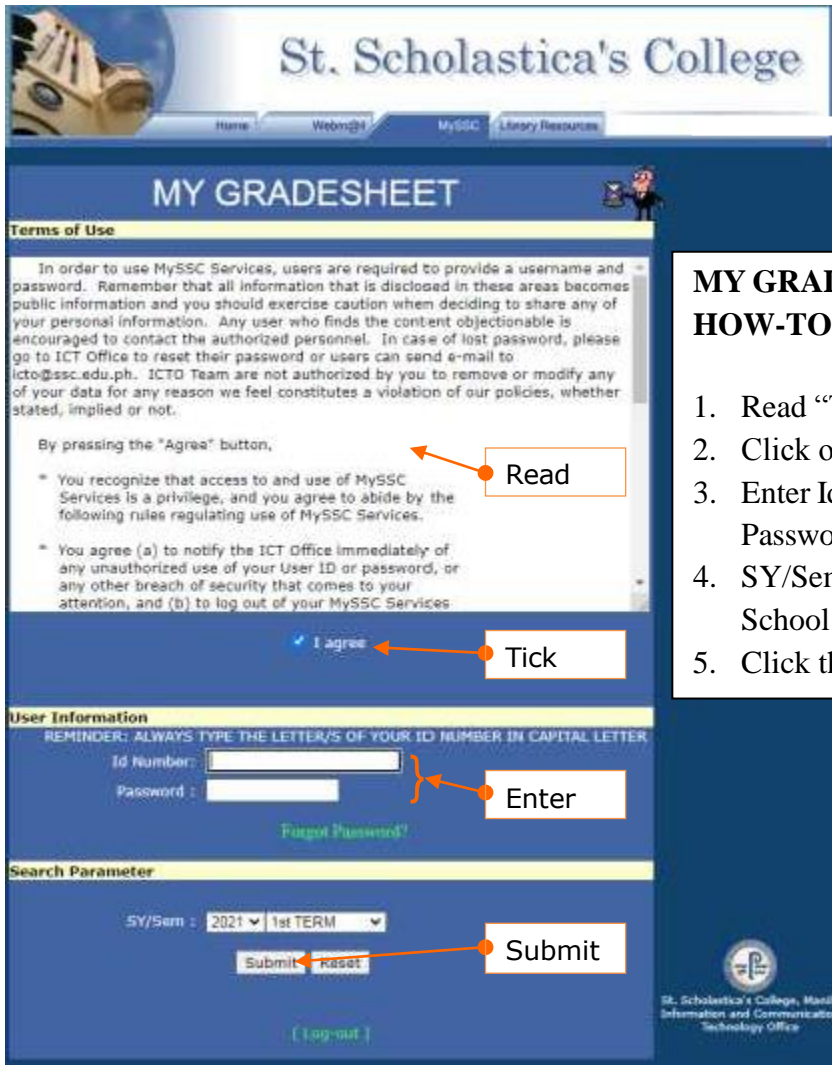 St. Scholastica's College
Home Webm@il MySSC Library Resources
MY GRADESHEET
Terms of Use
In order to use MySSC Services, users are required to provide a username and
password. Remember that all information that is disclosed in these areas becomes
public information and you should exercise caution when deciding to share any of
your personal information. Any user who finds the content objectionable is
encouraged to contact the authorized personnel. In case of lost password, please
go to ICT Office to reset their password or users can send e-mail to
icto@ssc.edu.ph. ICTO Team are not authorized by you to remove or modify any
of your data for any reason we feel constitutes a violation of our policies, whether
stated, implied or not.
By pressing the "Agree" button,
* You recognize that access to and use of MySSC
Services is a privilege, and you agree to abide by the
following rules regulating use of MySSC Services.
* You agree (a) to notify the ICT Office immediately of
any unauthorized use of your User ID or password, or
any other breach of security that comes to your
attention, and (b) to log out of your MySSC Services
Read
I agree
Tick
User Information
REMINDER: ALWAYS TYPE THE LETTER/S OF YOUR ID NUMBER IN CAPITAL LETTER
Id Number:
Password :
Enter
Forgot Password?
Search Parameter
SY/Sem : 2021 1st TERM
Submit Reset
Submit
[ Log-out ]
MY GRAD
HOW-TO
1. Read “T
2. Click o
3. Enter Id
Passwo
4. SY/Sem
School
5. Click th
St. Scholastica's College, Manil
Information and Communicatio
Technology Office